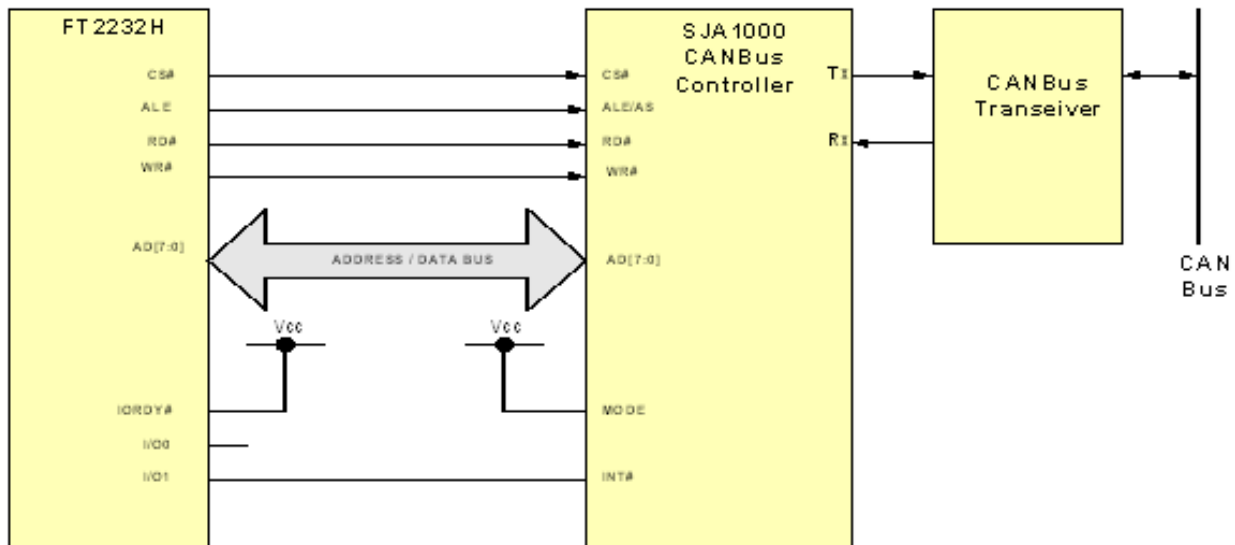 FT2232H
CS#
ALE
RD#
WR#
AD[7:0]
IORDY#
I/O0
I/O1
ADDRESS / DATA BUS
Vcc
Vcc
SJA1000
CANBus
Controller
CS#
ALE/AS
RD#
WR#
AD[7:0]
MODE
INT#
Tx
Rx
CANBus
Transeiver
CAN
Bus